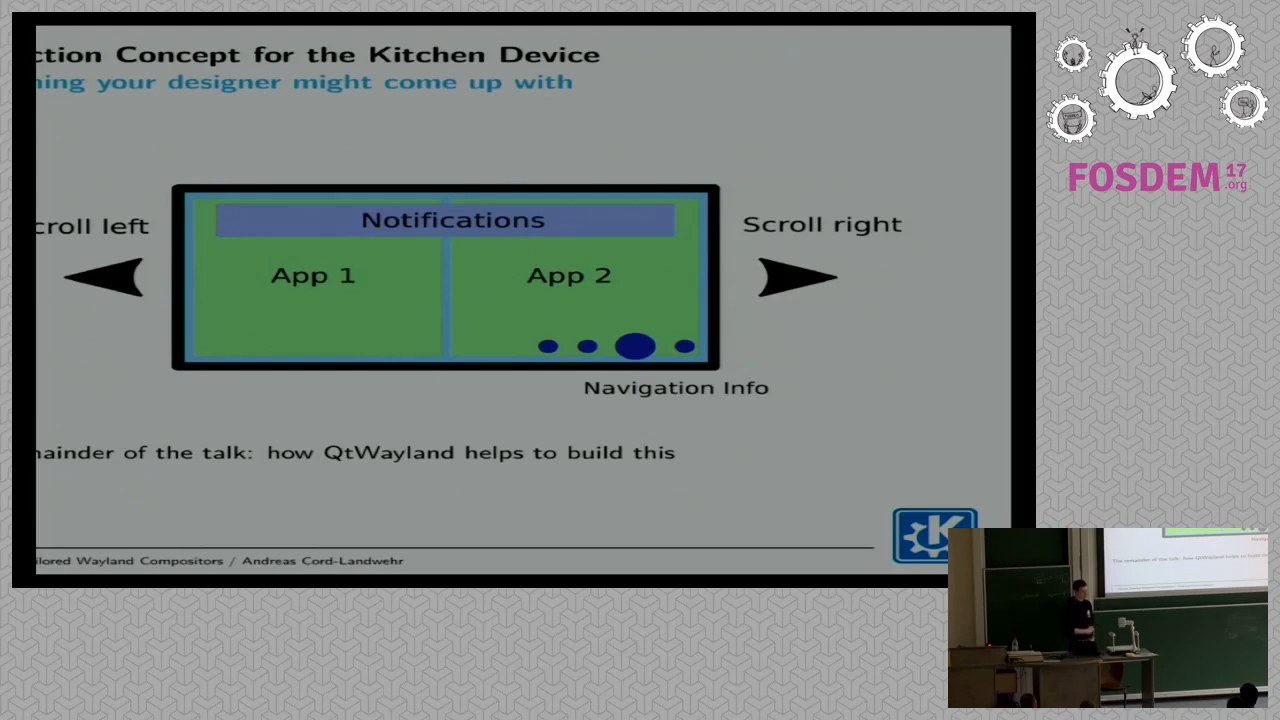 ction Concept for the Kitchen Device
ning your designer might come up with
croll left
Notifications
Scroll right
App 1
App 2
Navigation Info
mainder of the talk: how QtWayland helps to build this
ilored Wayland Compositors / Andreas Cord-Landwehr
K
FOSDEM 17 .org